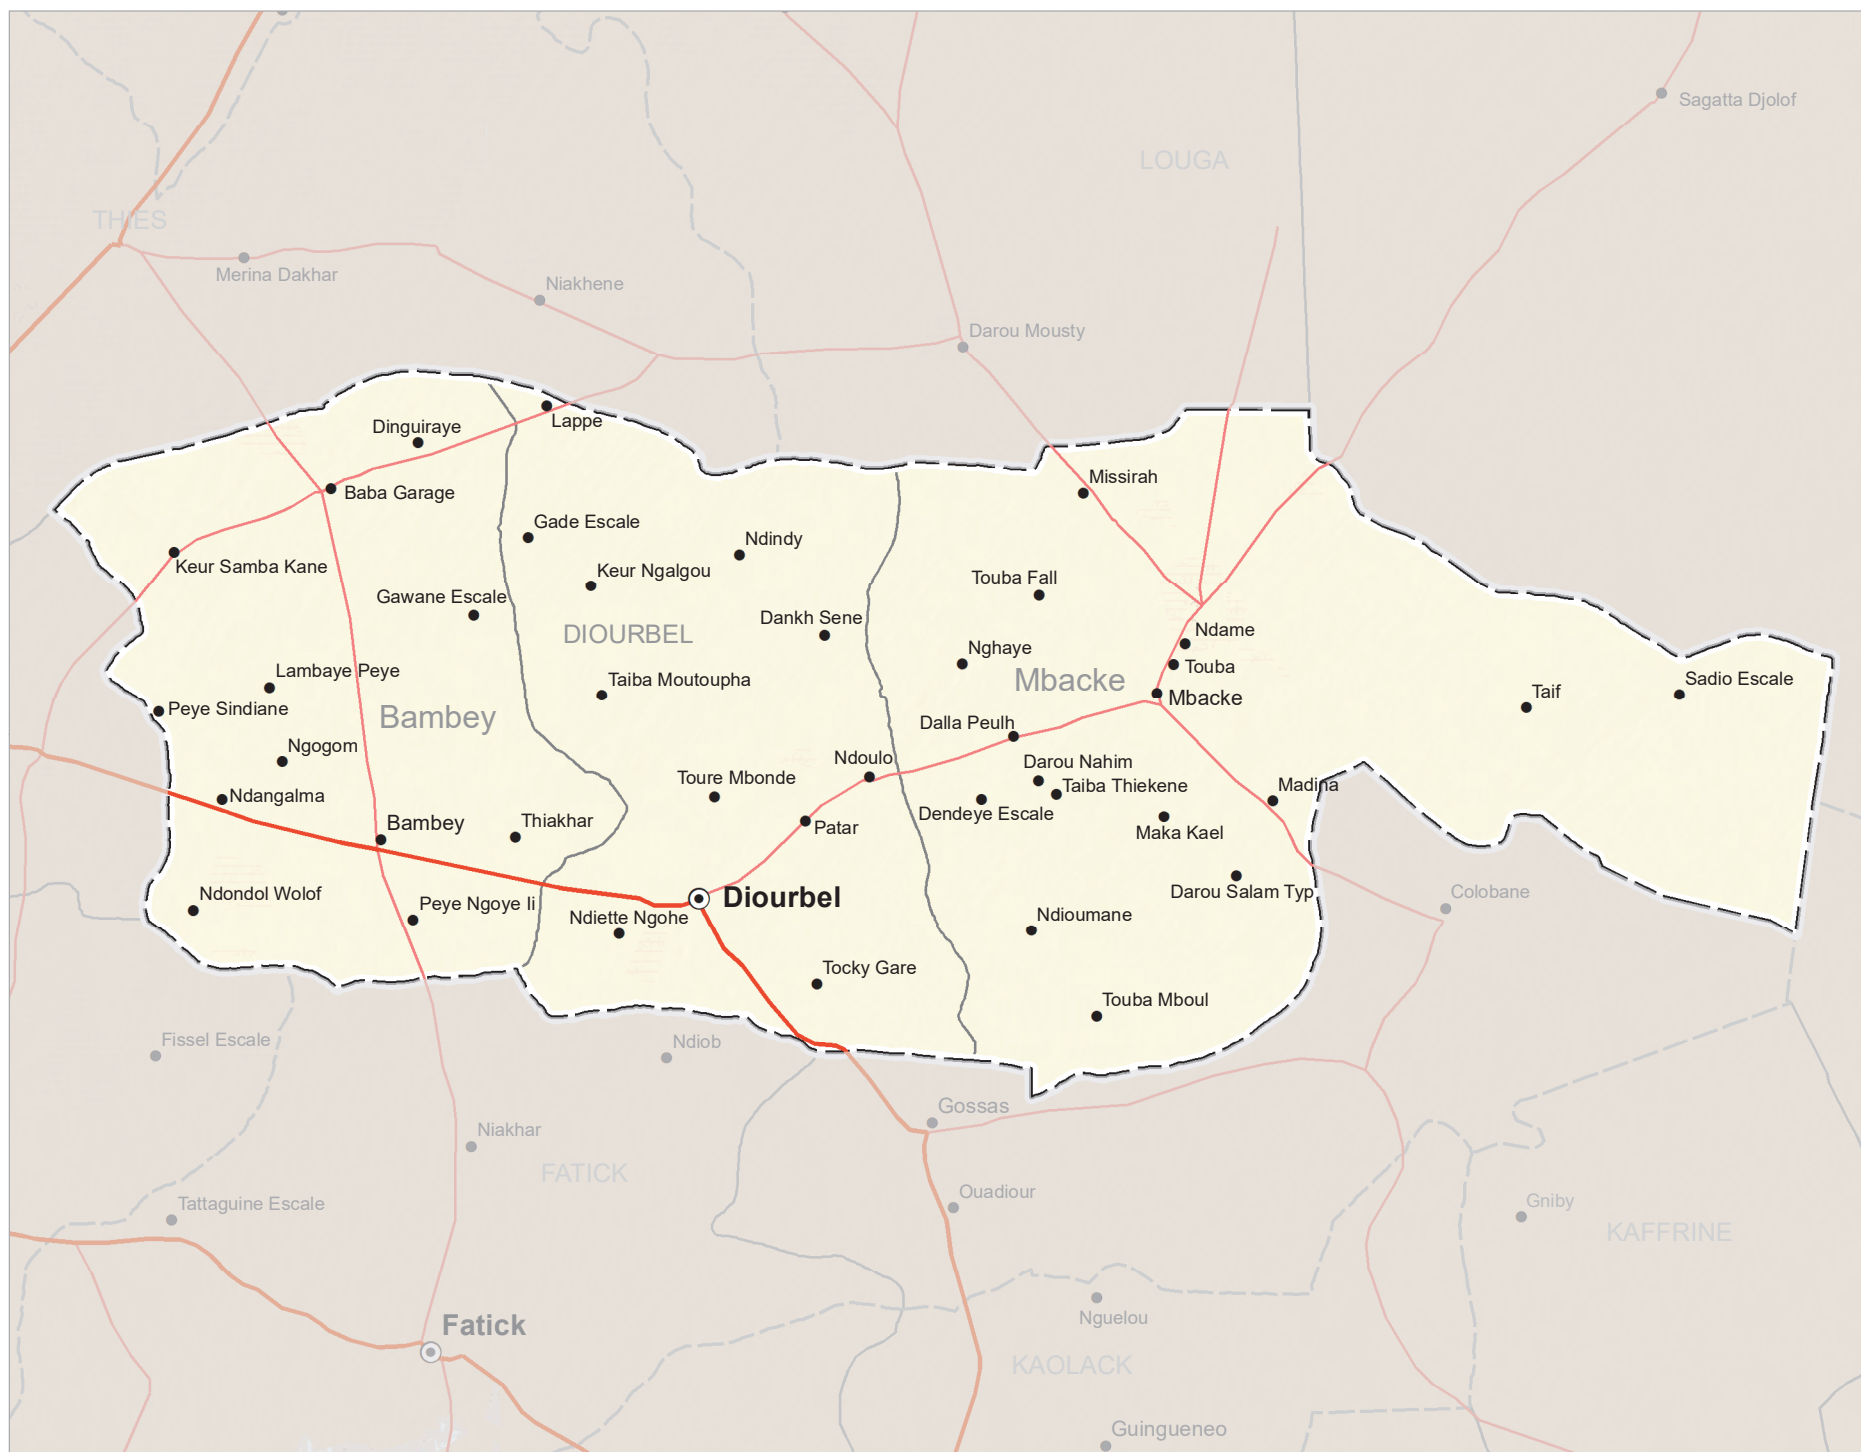 Sagatta Djolof
LOUGA
THIES
Merina Dakhar
Niakhene
Darou Mousty
Lappe
Dinguiraye
Missirah
Baba Garage
Gade Escale
Ndindy
Keur Samba Kane
Keur Ngalgou
Touba Fall
Gawane Escale
Dankh Sene
Ndame
DIOURBEL
Nghaye
Touba
Lambaye Peye
Taiba Moutoupha
Mbacke
Sadio Escale
Taif
Mbacke
Peye Sindiane
Bambey
Dalla Peulh
Ngogom
Ndoulo
Darou Nahim
Toure Mbonde
Taiba Thiekene
Madina
Ndangalma
Dendeye Escale
Bambey
Thiakhar
Patar
Maka Kael
Ndondol Wolof
Diourbel
Darou Salam Typ
Colobane
Peye Ngoye Ii
Ndiette Ngohe
Ndioumane
Tocky Gare
Touba Mboul
Fissel Escale
Ndiob
Gossas
Niakhar
FATICK
Ouadiour
Tattaguine Escale
Gniby
KAFFRINE
Fatick
Nguelou
KAOLACK
Guingueneo